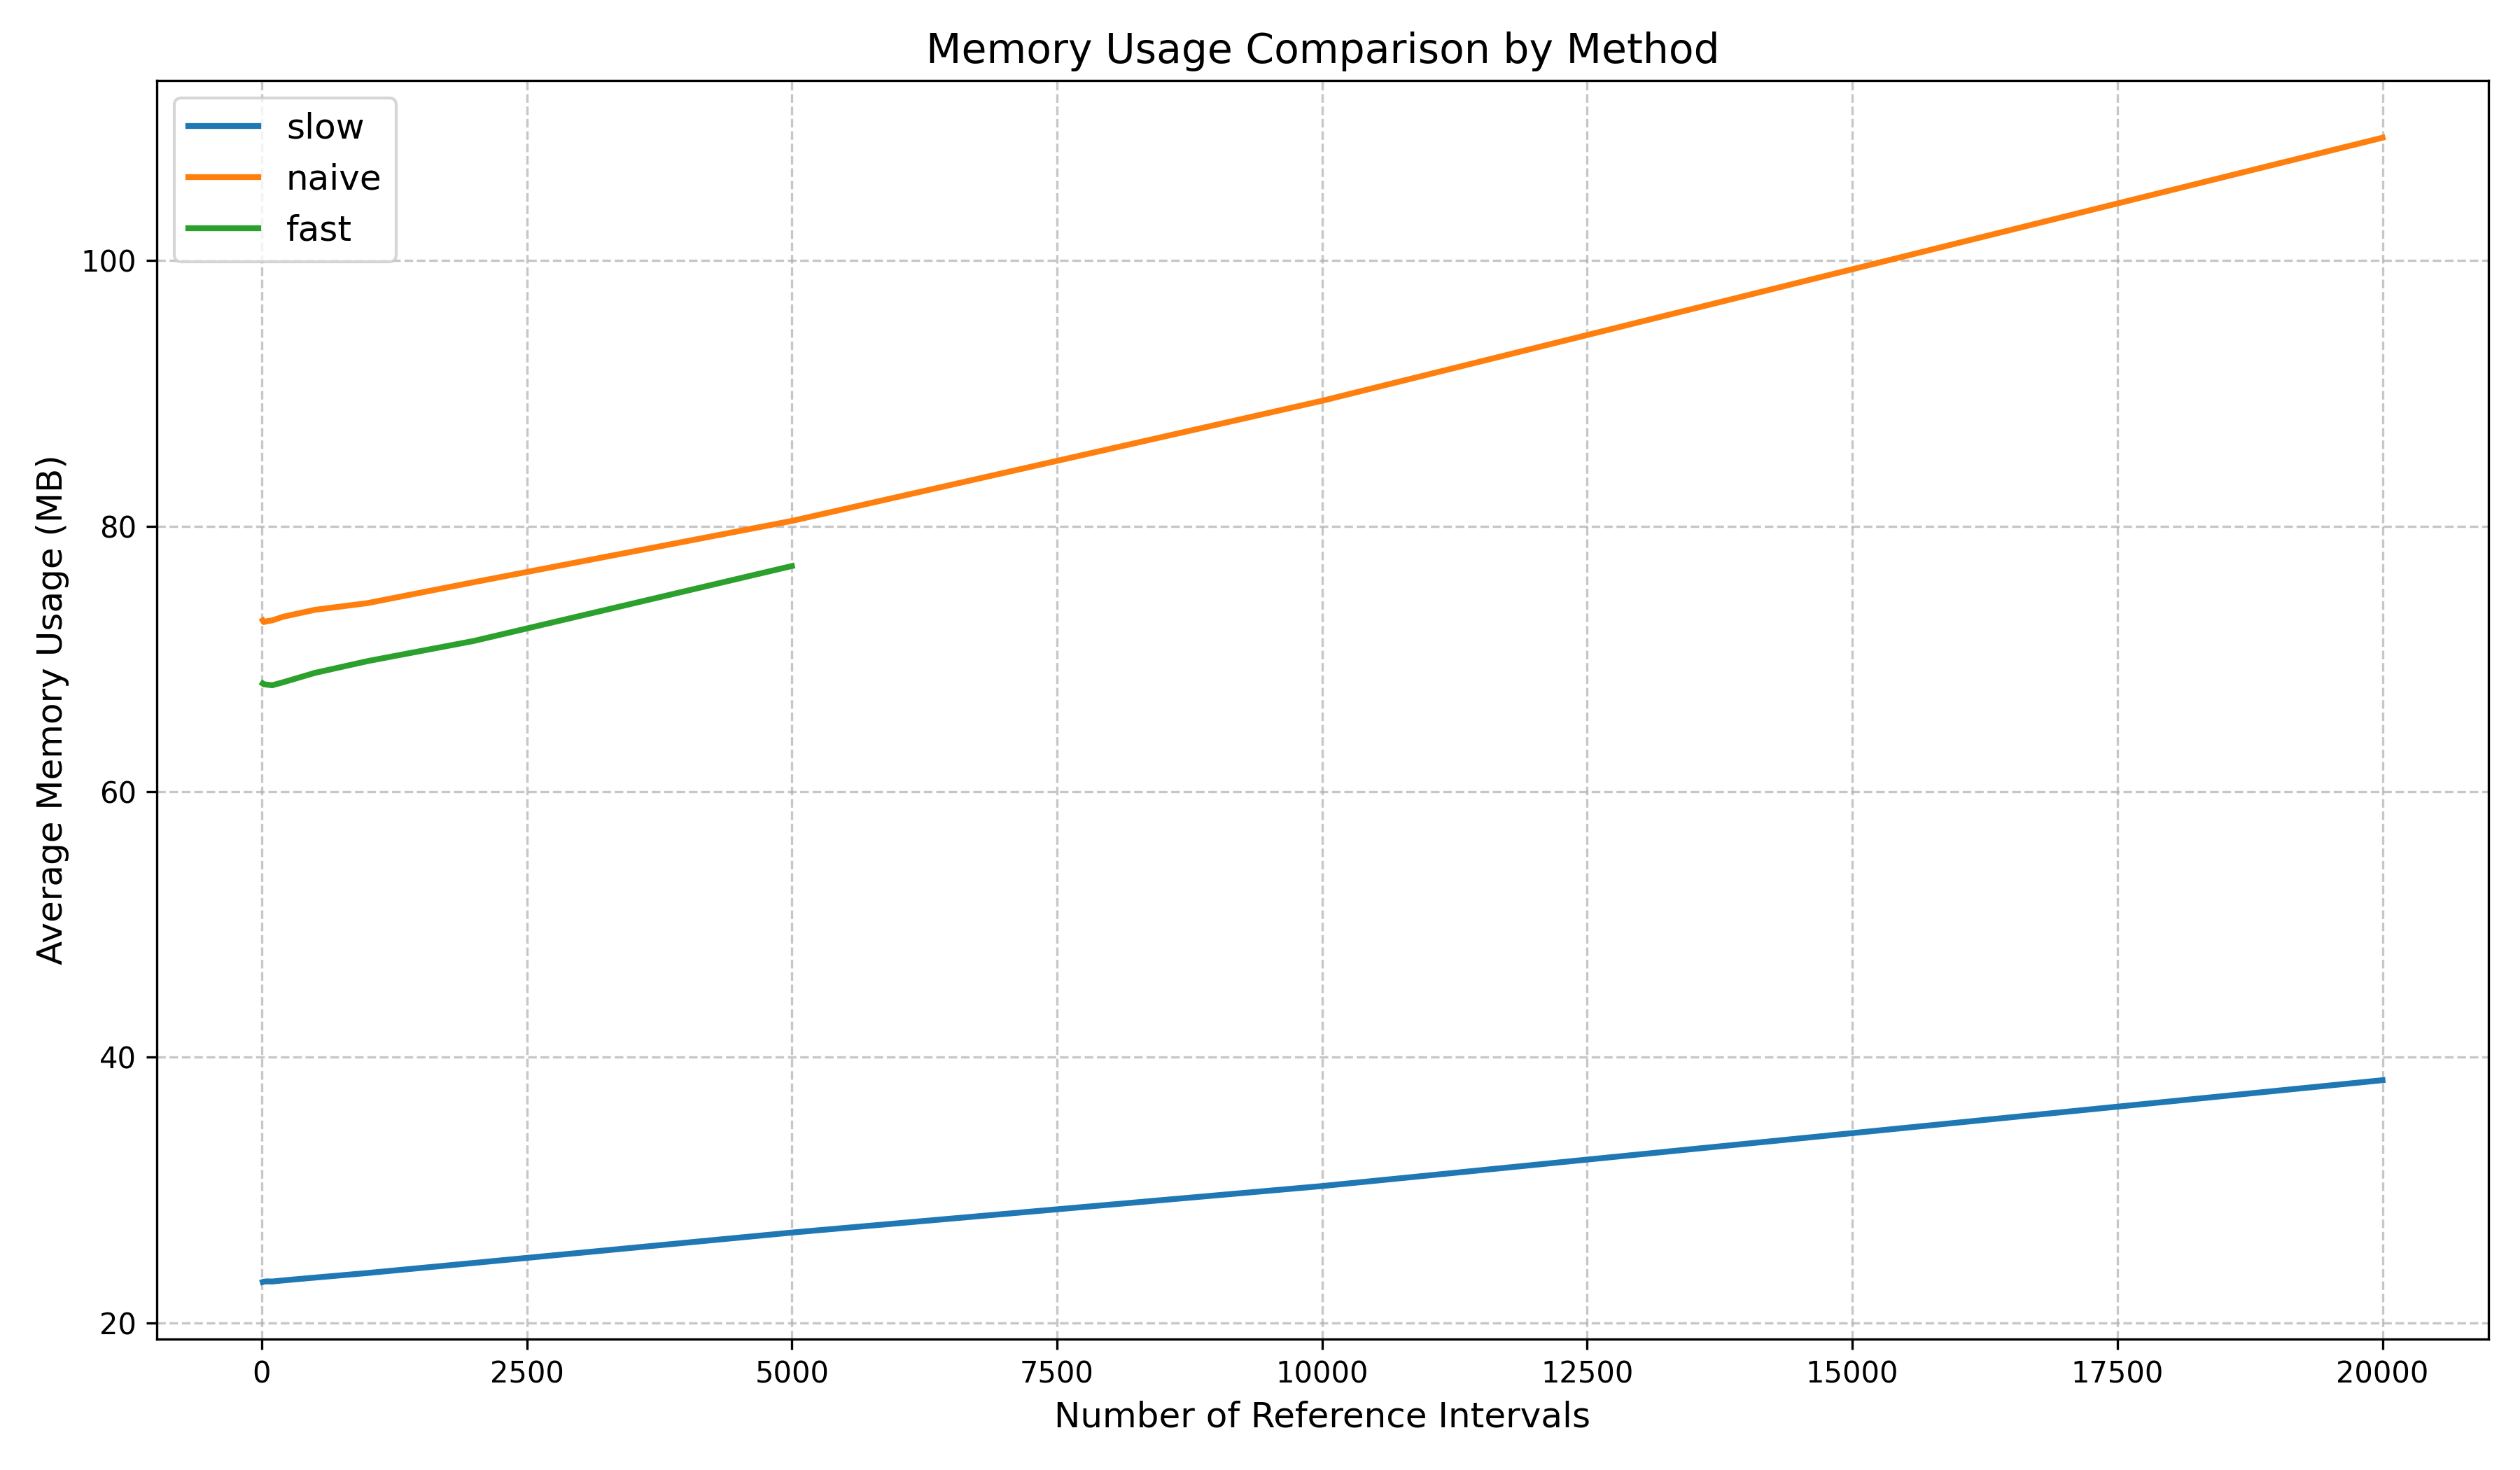 Memory Usage Comparison by Method
slow
naive
fast
100
80
60
40
20
Average Memory Usage (MB)
0 2500 5000 7500 10000 12500 15000 17500 20000
Number of Reference Intervals